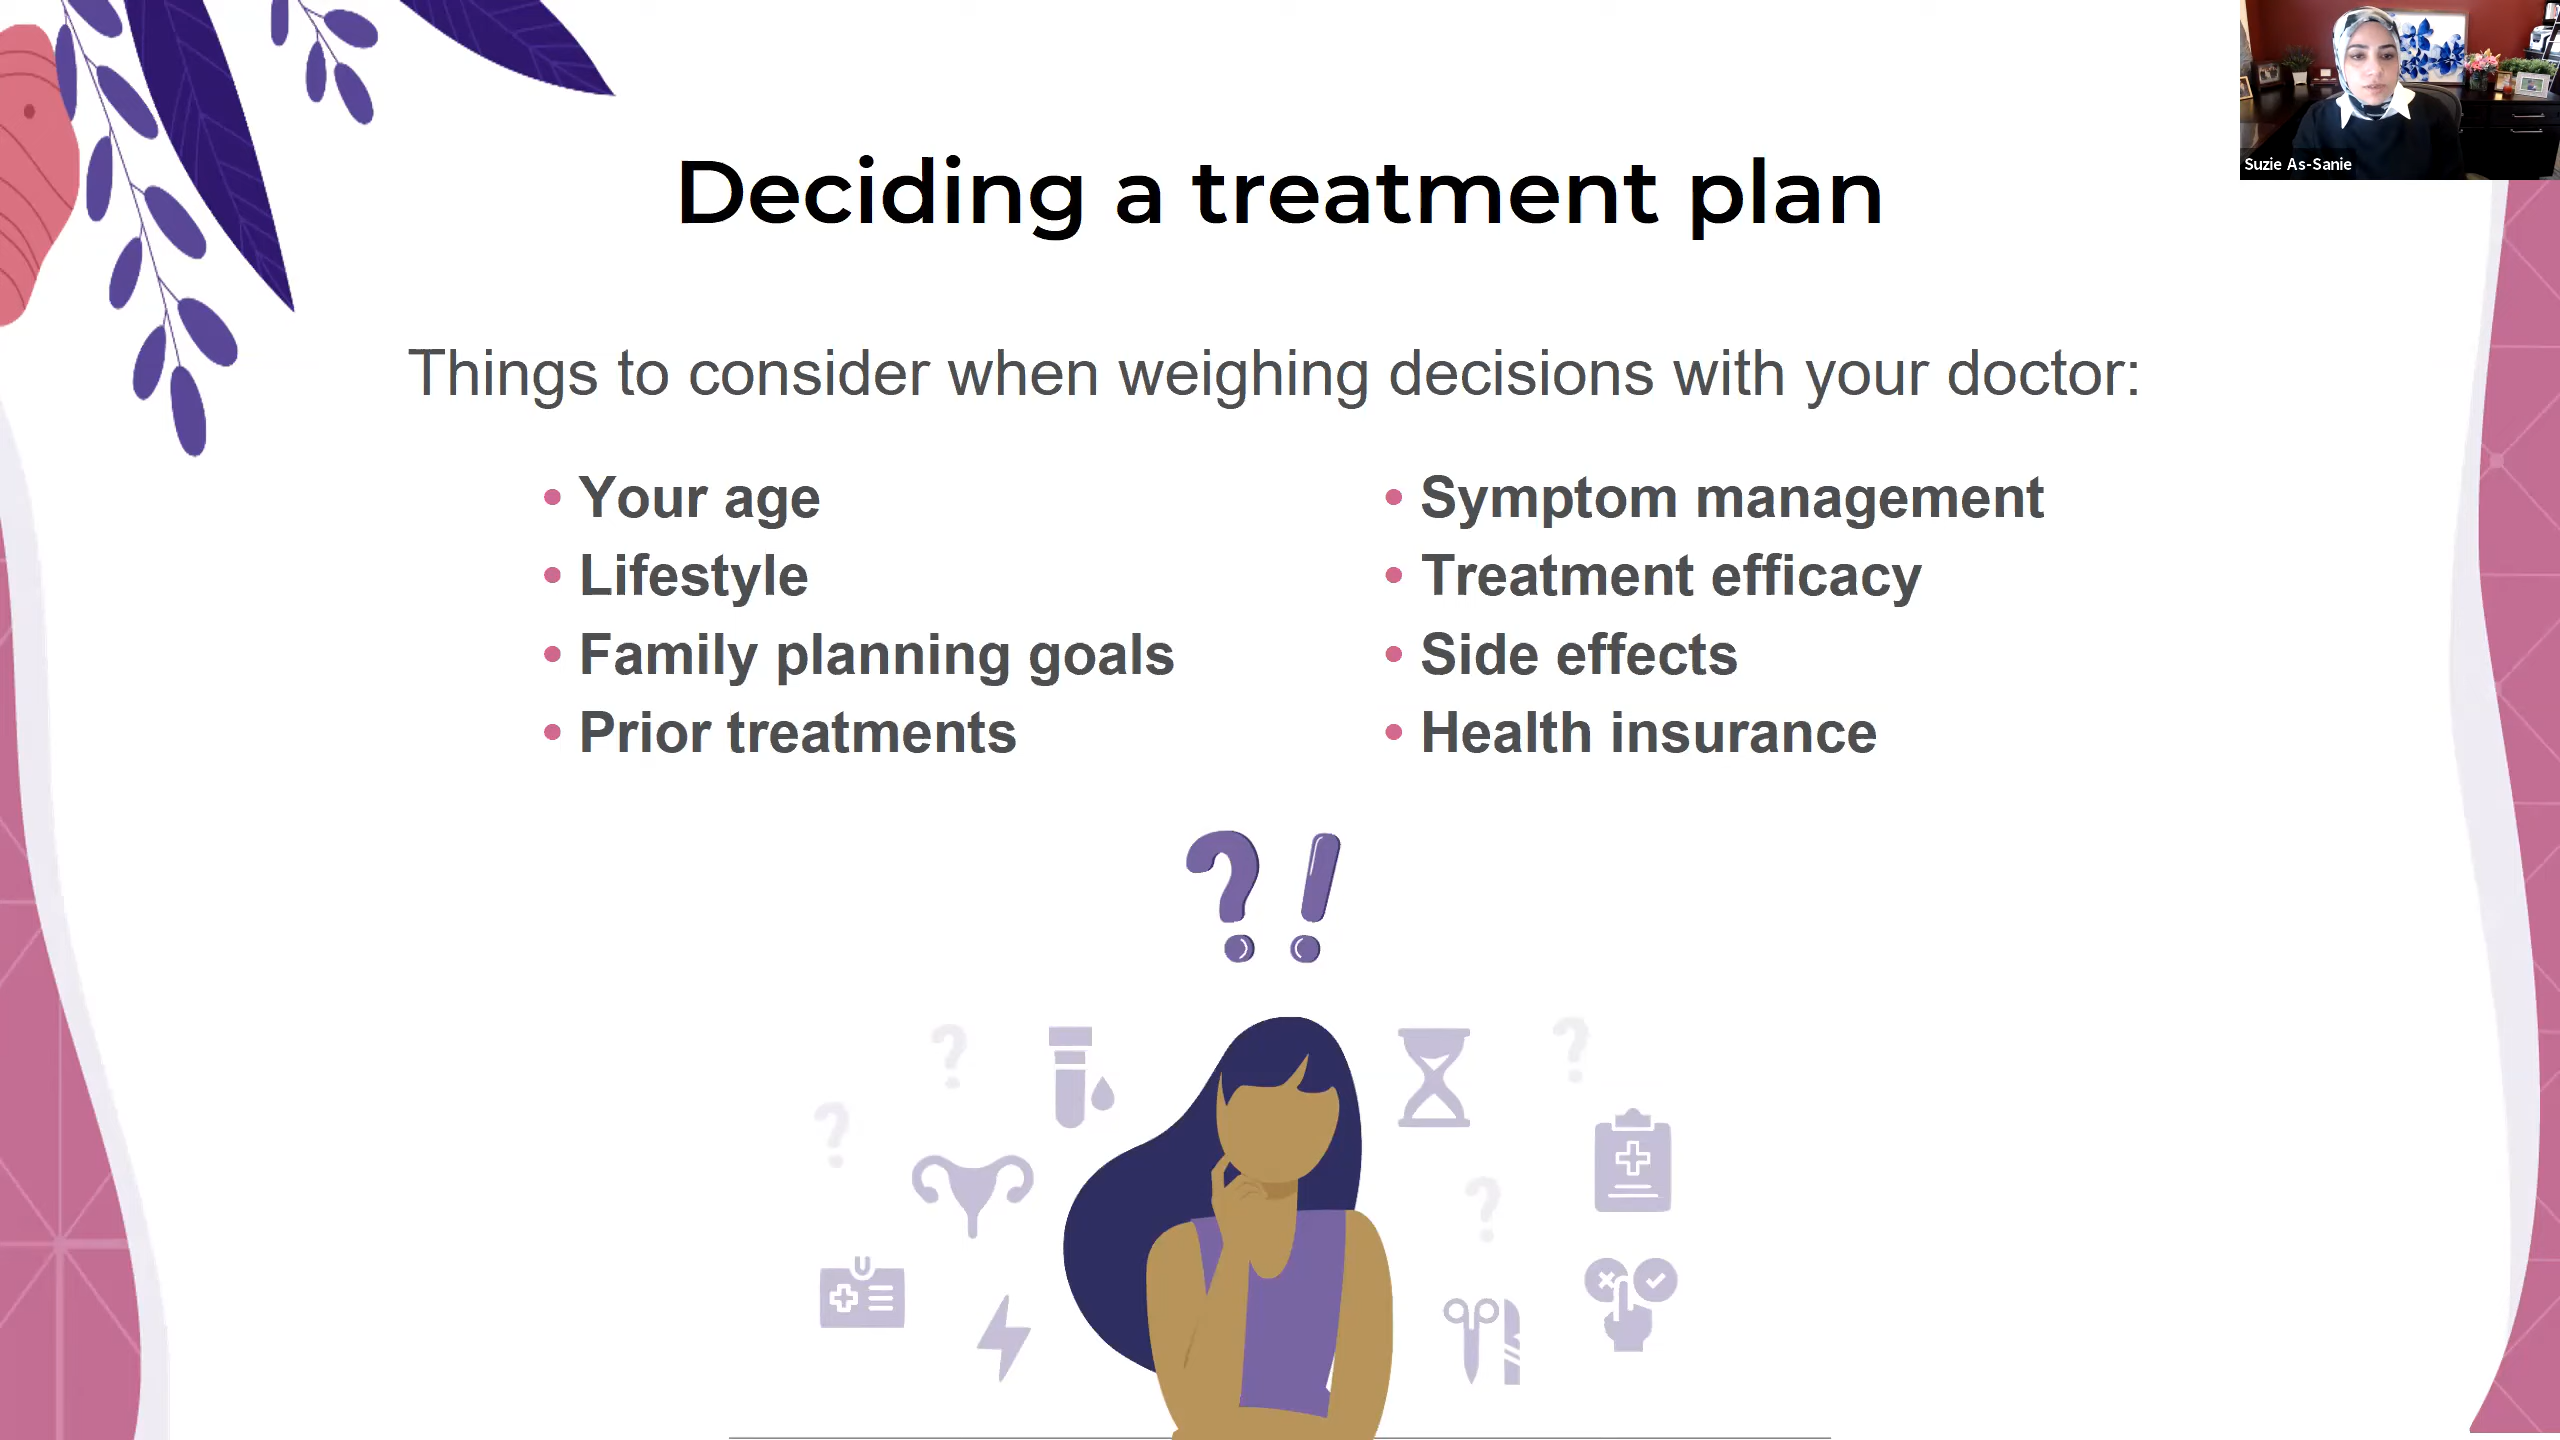 Deciding a treatment plan
Things to consider when weighing decisions with your doctor:
• Your age
• Lifestyle
• Family planning goals
• Prior treatments
• Symptom management
• Treatment efficacy
• Side effects
• Health insurance
? !
Suzie As-Sanie